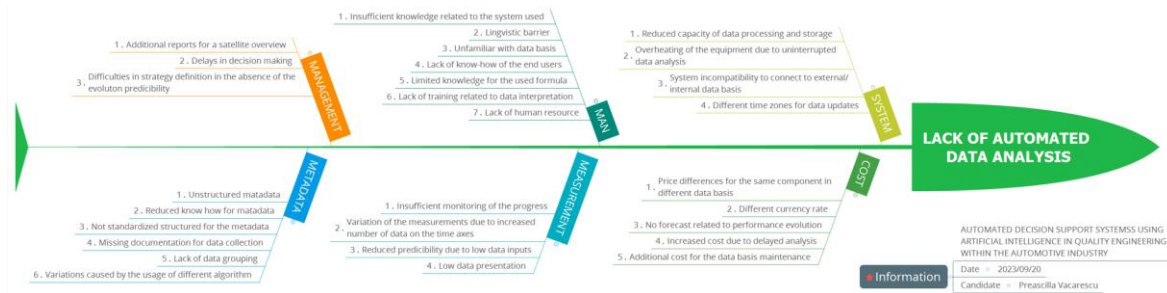 1 . Additional reports for a satellite overview
2 . Delays in decision making
3 . Difficulties in strategy definition in the absence of the
evoluton predicibility
MANAGEMENT
1 . Insufficient knowledge related to the system used
2 . Lingvistic barrier
3 . Unfamiliar with data basis
4 . Lack of know-how of the end users
5 . Limited knowledge for the used formula
6 . Lack of training related to data interpretation
7 . Lack of human resource
MAN
1 . Reduced capacity of data processing and storage
2 . Overheating of the equipment due to uninterrupted
data analysis
3 . System incompatibility to connect to external/
internal data basis
4 . Different time zones for data updates
SYSTEM
LACK OF AUTOMATED
DATA ANALYSIS
METADATA
1 . Unstructured matadata
2 . Reduced know how for matadata
3 . Not standardized structured for the metadata
4 . Missing documentation for data collection
5 . Lack of data grouping
6 . Variations caused by the usage of different algorithm
MEASUREMENT
1 . Insufficient monitoring of the progress
2 . Variation of the measurements due to increased
number of data on the time axes
3 . Reduced predicibility due to low data inputs
4 . Low data presentation
COST
1 . Price differences for the same component in
different data basis
2 . Different currency rate
3 . No forecast related to performance evolution
4 . Increased cost due to delayed analysis
5 . Additional cost for the data basis maintenance
Information
AUTOMATED DECISION SUPPORT SYSTEMSS USING
ARTIFICIAL INTELLIGENCE IN QUALITY ENGINEERING
WITHIN THE AUTOMOTIVE INDUSTRY
Date 2023/09/20
Candidate Preascilla Vacarescu